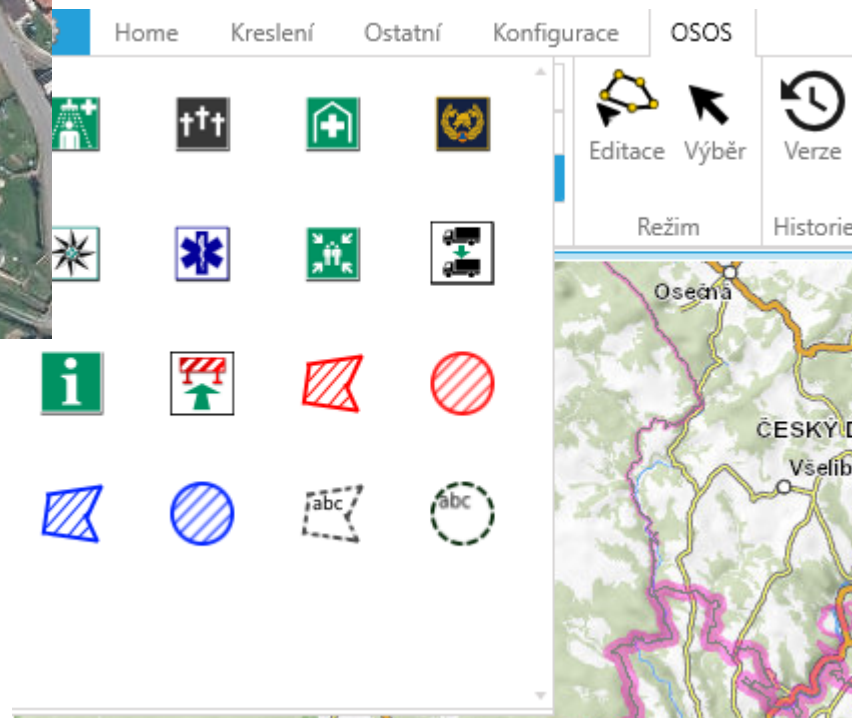 Home Kreslení Ostatní Konfigurace OSOS
Editace Výběr Verze
Režim Historie
Osečná
ČESKÝ D
Všelib
i
abc abc